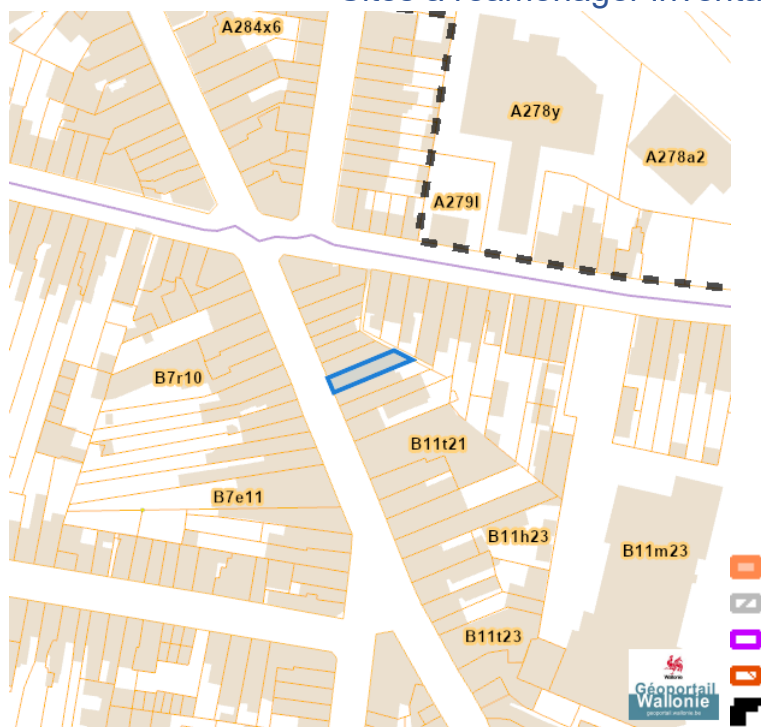 A284x6
A278y
A278a2
A279l
B7r10
B11t21
B7e11
B11h23
B11m23
B11t23
Wallonie
Géoportail
Wallonie
geoportail.wallonie.be